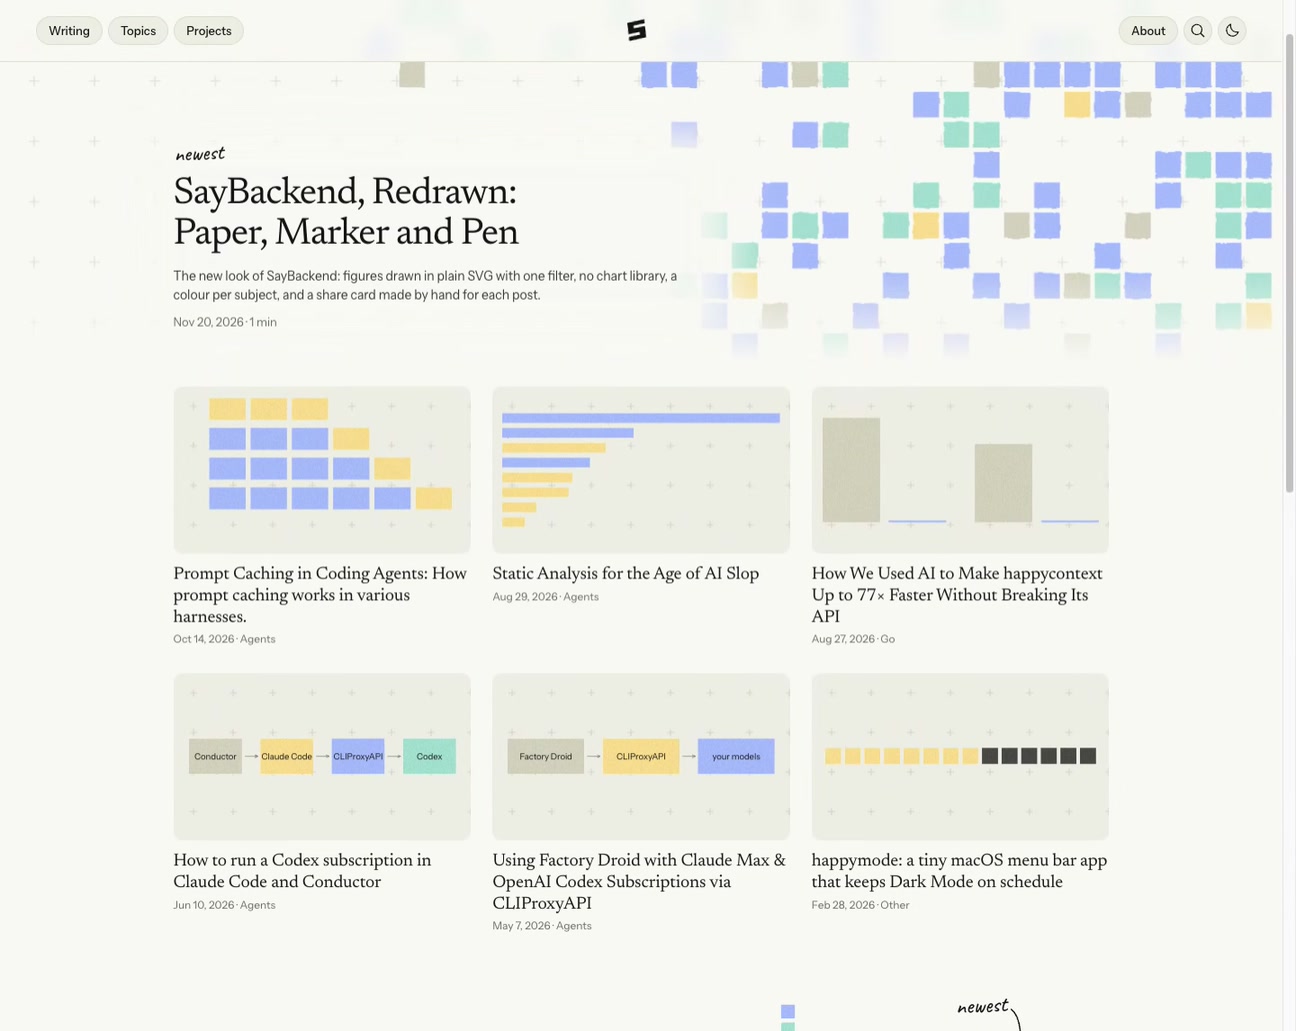 Writing
Topics
Projects
About
newest
SayBackend, Redrawn:
Paper, Marker and Pen
The new look of SayBackend: figures drawn in plain SVG with one filter, no chart library, a
colour per subject, and a share card made by hand for each post.
Nov 20, 2026 · 1 min
Prompt Caching in Coding Agents: How
prompt caching works in various
harnesses.
Oct 14, 2026 · Agents
Static Analysis for the Age of AI Slop
Aug 29, 2026 · Agents
How We Used AI to Make happycontext
Up to 77× Faster Without Breaking Its
API
Aug 27, 2026 · Go
Conductor
Claude Code
CLIProxyAPI
Codex
How to run a Codex subscription in
Claude Code and Conductor
Jun 10, 2026 · Agents
Factory Droid
CLIProxyAPI
your models
Using Factory Droid with Claude Max &
OpenAI Codex Subscriptions via
CLIProxyAPI
May 7, 2026 · Agents
happymode: a tiny macOS menu bar app
that keeps Dark Mode on schedule
Feb 28, 2026 · Other
newest